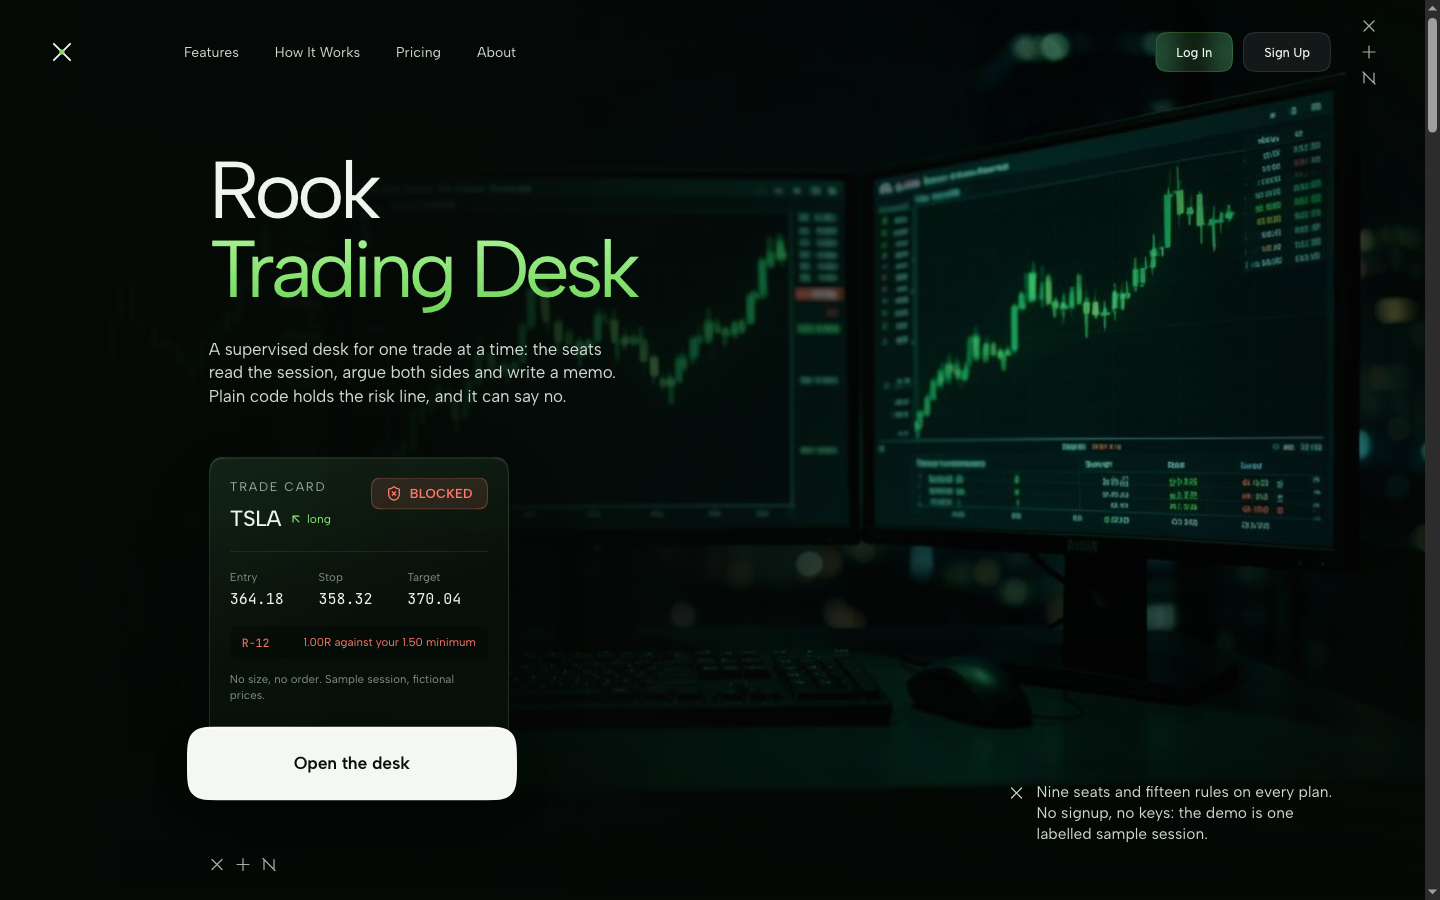 Features
How It Works
Pricing
About
Log In
Sign Up
Rook
Trading Desk
A supervised desk for one trade at a time: the seats
read the session, argue both sides and write a memo.
Plain code holds the risk line, and it can say no.
TRADE CARD
BLOCKED
TSLA
long
Entry
Stop
Target
364.18
358.32
370.04
R-12
1.00R against your 1.50 minimum
No size, no order. Sample session, fictional
prices.
Open the desk
Nine seats and fifteen rules on every plan.
No signup, no keys: the demo is one
labelled sample session.